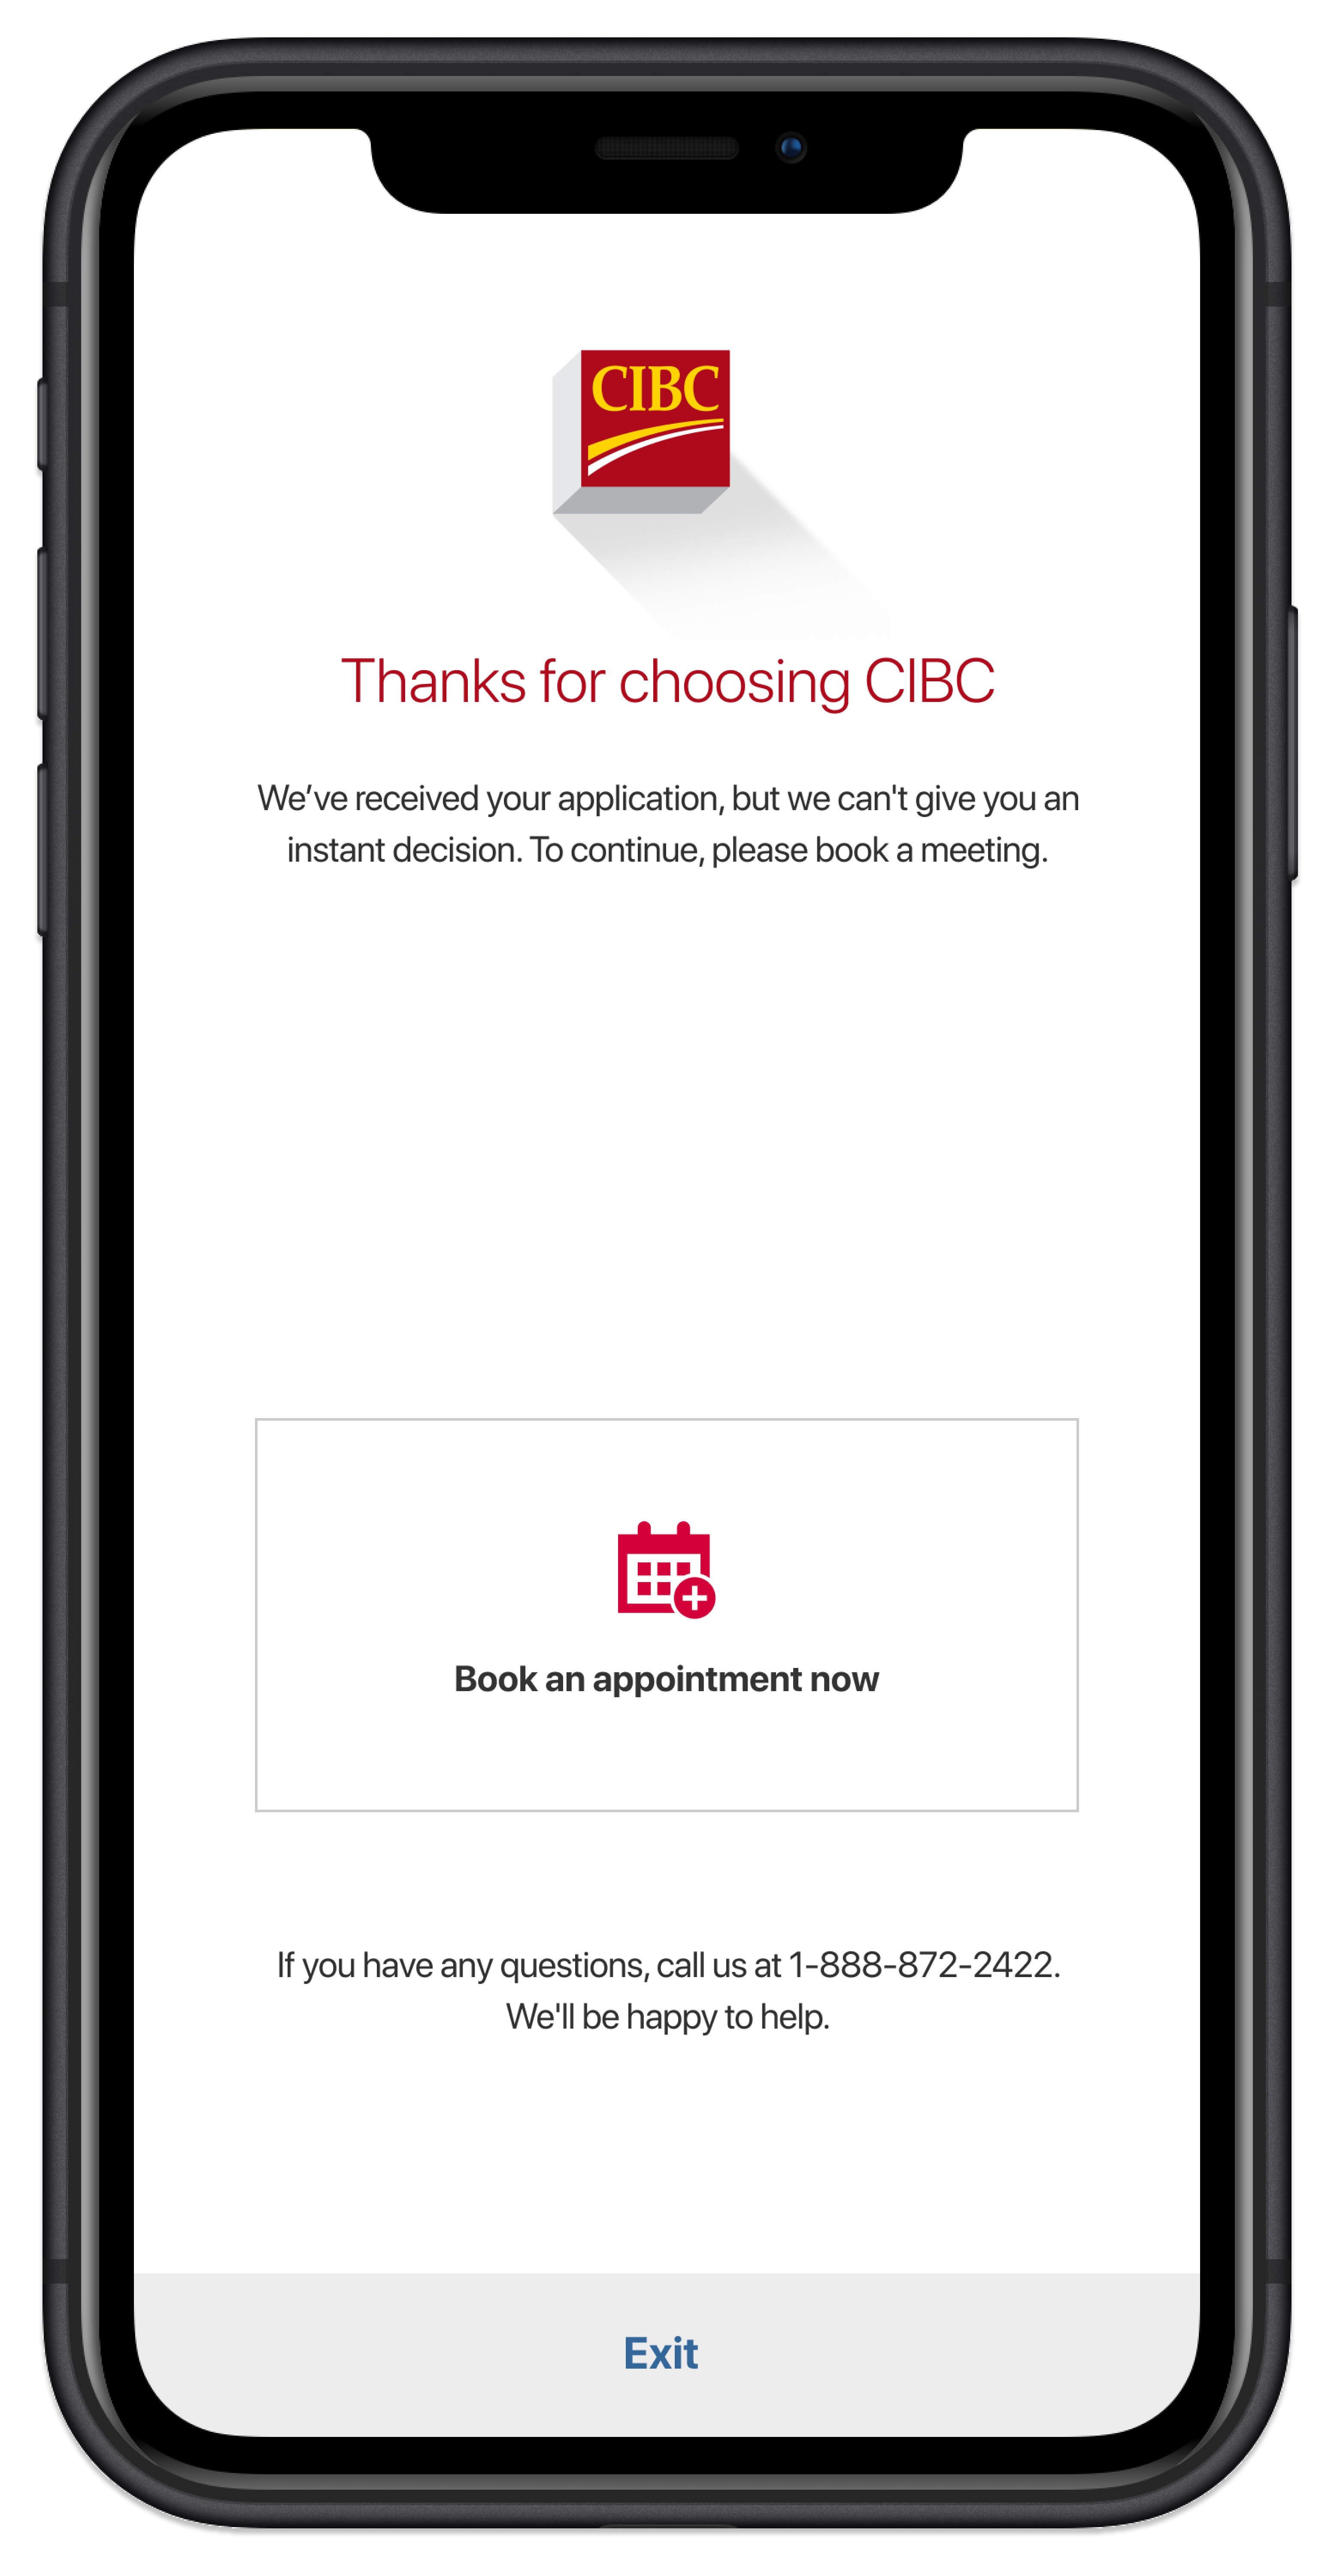 CIBC
Thanks for choosing CIBC
We’ve received your application, but we can't give you an
instant decision. To continue, please book a meeting.
Book an appointment now
If you have any questions, call us at 1-888-872-2422.
We'll be happy to help.
Exit